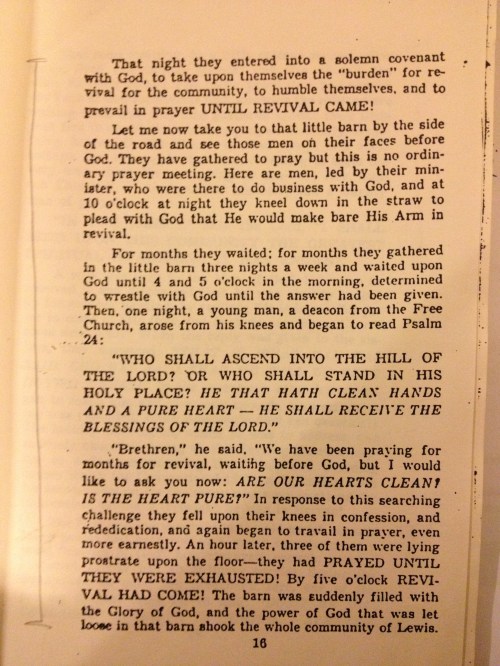 That night they entered into a solemn covenant
with God, to take upon themselves the "burden" for re-
vival for the community, to humble themselves, and to
prevail in prayer UNTIL REVIVAL CAME!
Let me now take you to that little barn by the side
of the road and see those men on their faces before
God. They have gathered to pray but this is no ordin-
ary prayer meeting. Here are men, led by their min-
ister, who were there to do business with God, and at
10 o'clock at night they kneel down in the straw to
plead with God that He would make bare His Arm in
revival.
For months they waited; for months they gathered
in the little barn three nights a week and waited upon
God until 4 and 5 o'clock in the morning, determined
to wrestle with God until the answer had been given.
Then, one night, a young man, a deacon from the Free
Church, arose from his knees and began to read Psalm
24:
"WHO SHALL ASCEND INTO THE HILL OF
THE LORD? OR WHO SHALL STAND IN HIS
HOLY PLACE? HE THAT HATH CLEAN HANDS
AND A PURE HEART — HE SHALL RECEIVE THE
BLESSINGS OF THE LORD."
"Brethren," he said, "We have been praying for
months for revival, waiting before God, but I would
like to ask you now: ARE OUR HEARTS CLEAN?
IS THE HEART PURE?" In response to this searching
challenge they fell upon their knees in confession, and
rededication, and again began to travail in prayer, even
more earnestly. An hour later, three of them were lying
prostrate upon the floor—they had PRAYED UNTIL
THEY WERE EXHAUSTED! By five o'clock REVI-
VAL HAD COME! The barn was suddenly filled with
the Glory of God, and the power of God that was let
loose in that barn shook the whole community of Lewis.
16